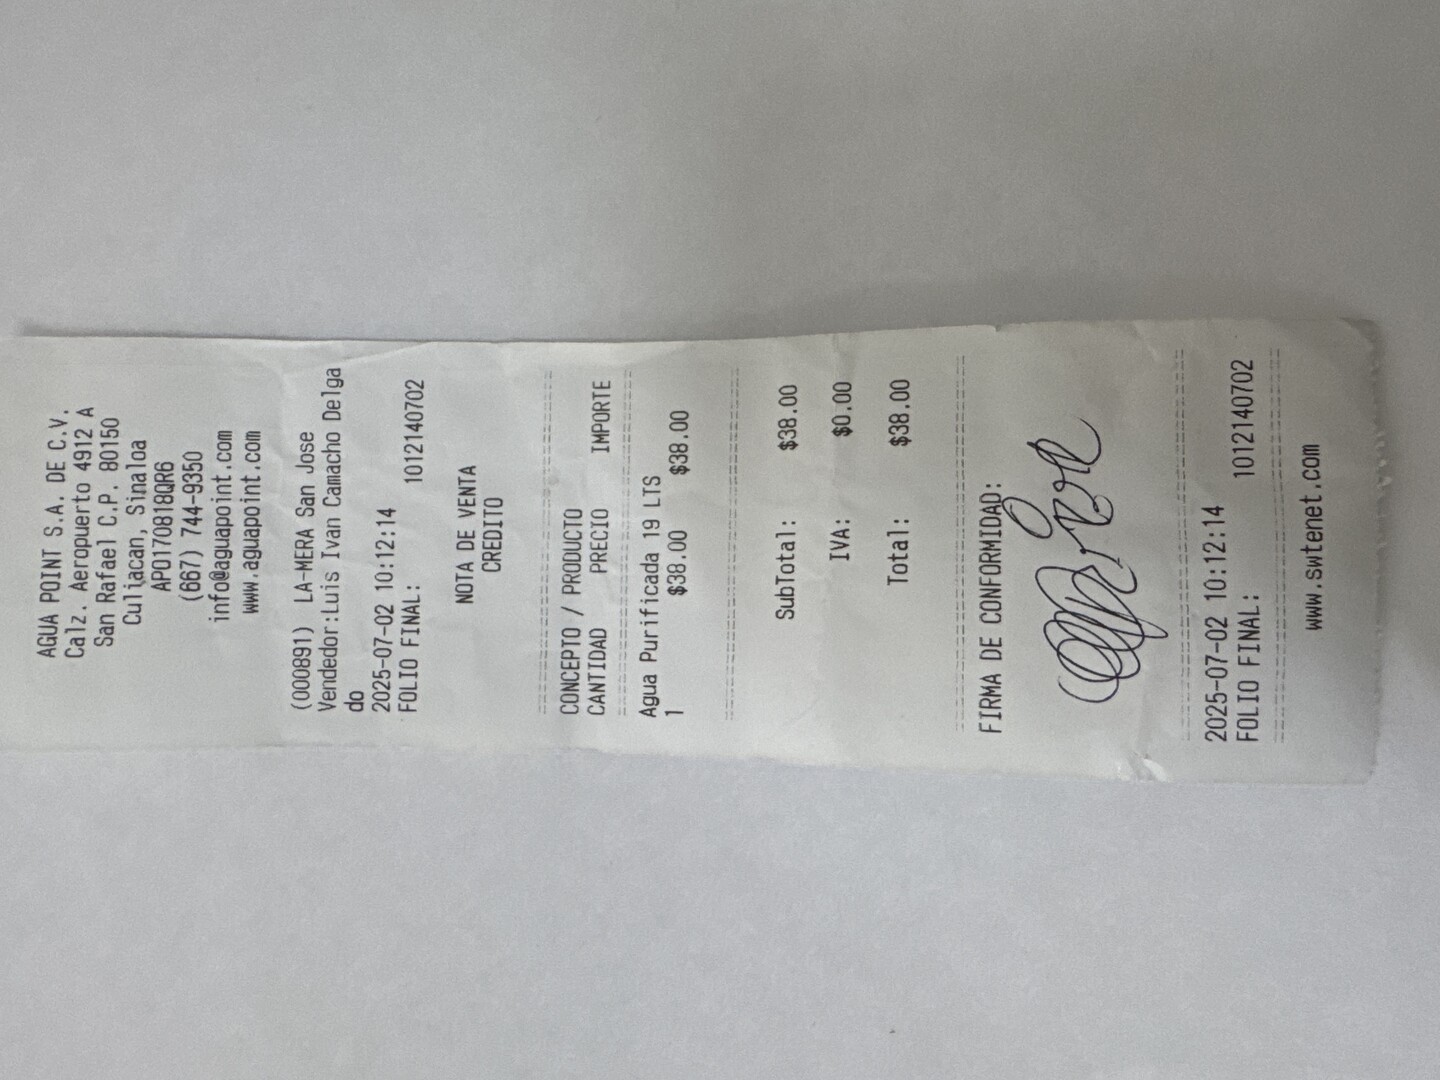 AGUA POINT S.A. DE C.V.
Calz. Aeropuerto 4912 A
San Rafael C.P. 80150
Culiacan, Sinaloa
APO170818QR6
(667) 744-9350
info@aguapoint.com
www.aguapoint.com
(000891) LA-MERA San Jose
Vendedor:Luis Ivan Camacho Delga
do
2025-07-02 10:12:14
FOLIO FINAL: 1012140702
NOTA DE VENTA
CREDITO
CONCEPTO / PRODUCTO
CANTIDAD PRECIO IMPORTE
Agua Purificada 19 LTS
1 $38.00 $38.00
SubTotal: $38.00
IVA: $0.00
Total: $38.00
FIRMA DE CONFORMIDAD:
2025-07-02 10:12:14
FOLIO FINAL: 1012140702
www.swtenet.com